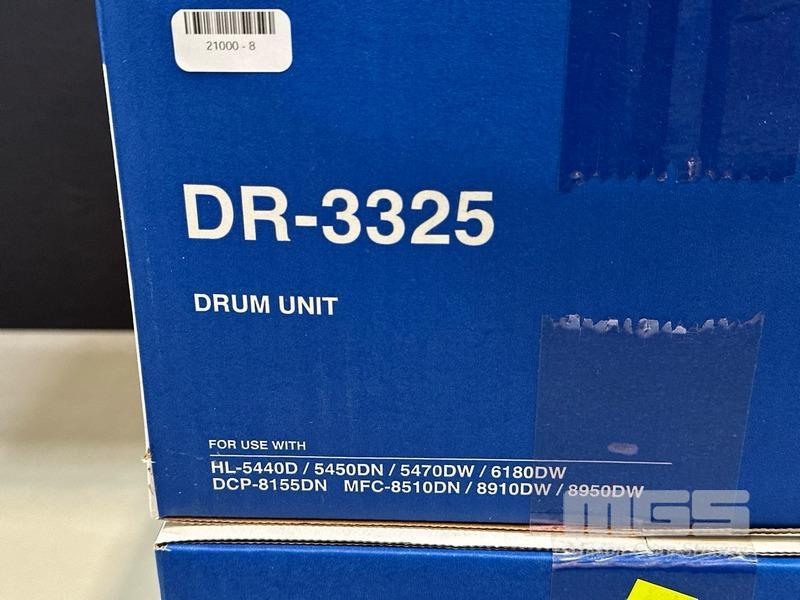 21000 - 8
DR-3325
DRUM UNIT
FOR USE WITH
HL-5440D / 5450DN / 5470DW / 6180DW
DCP-8155DN MFC-8510DN / 8910DW / 8950DW
MGS